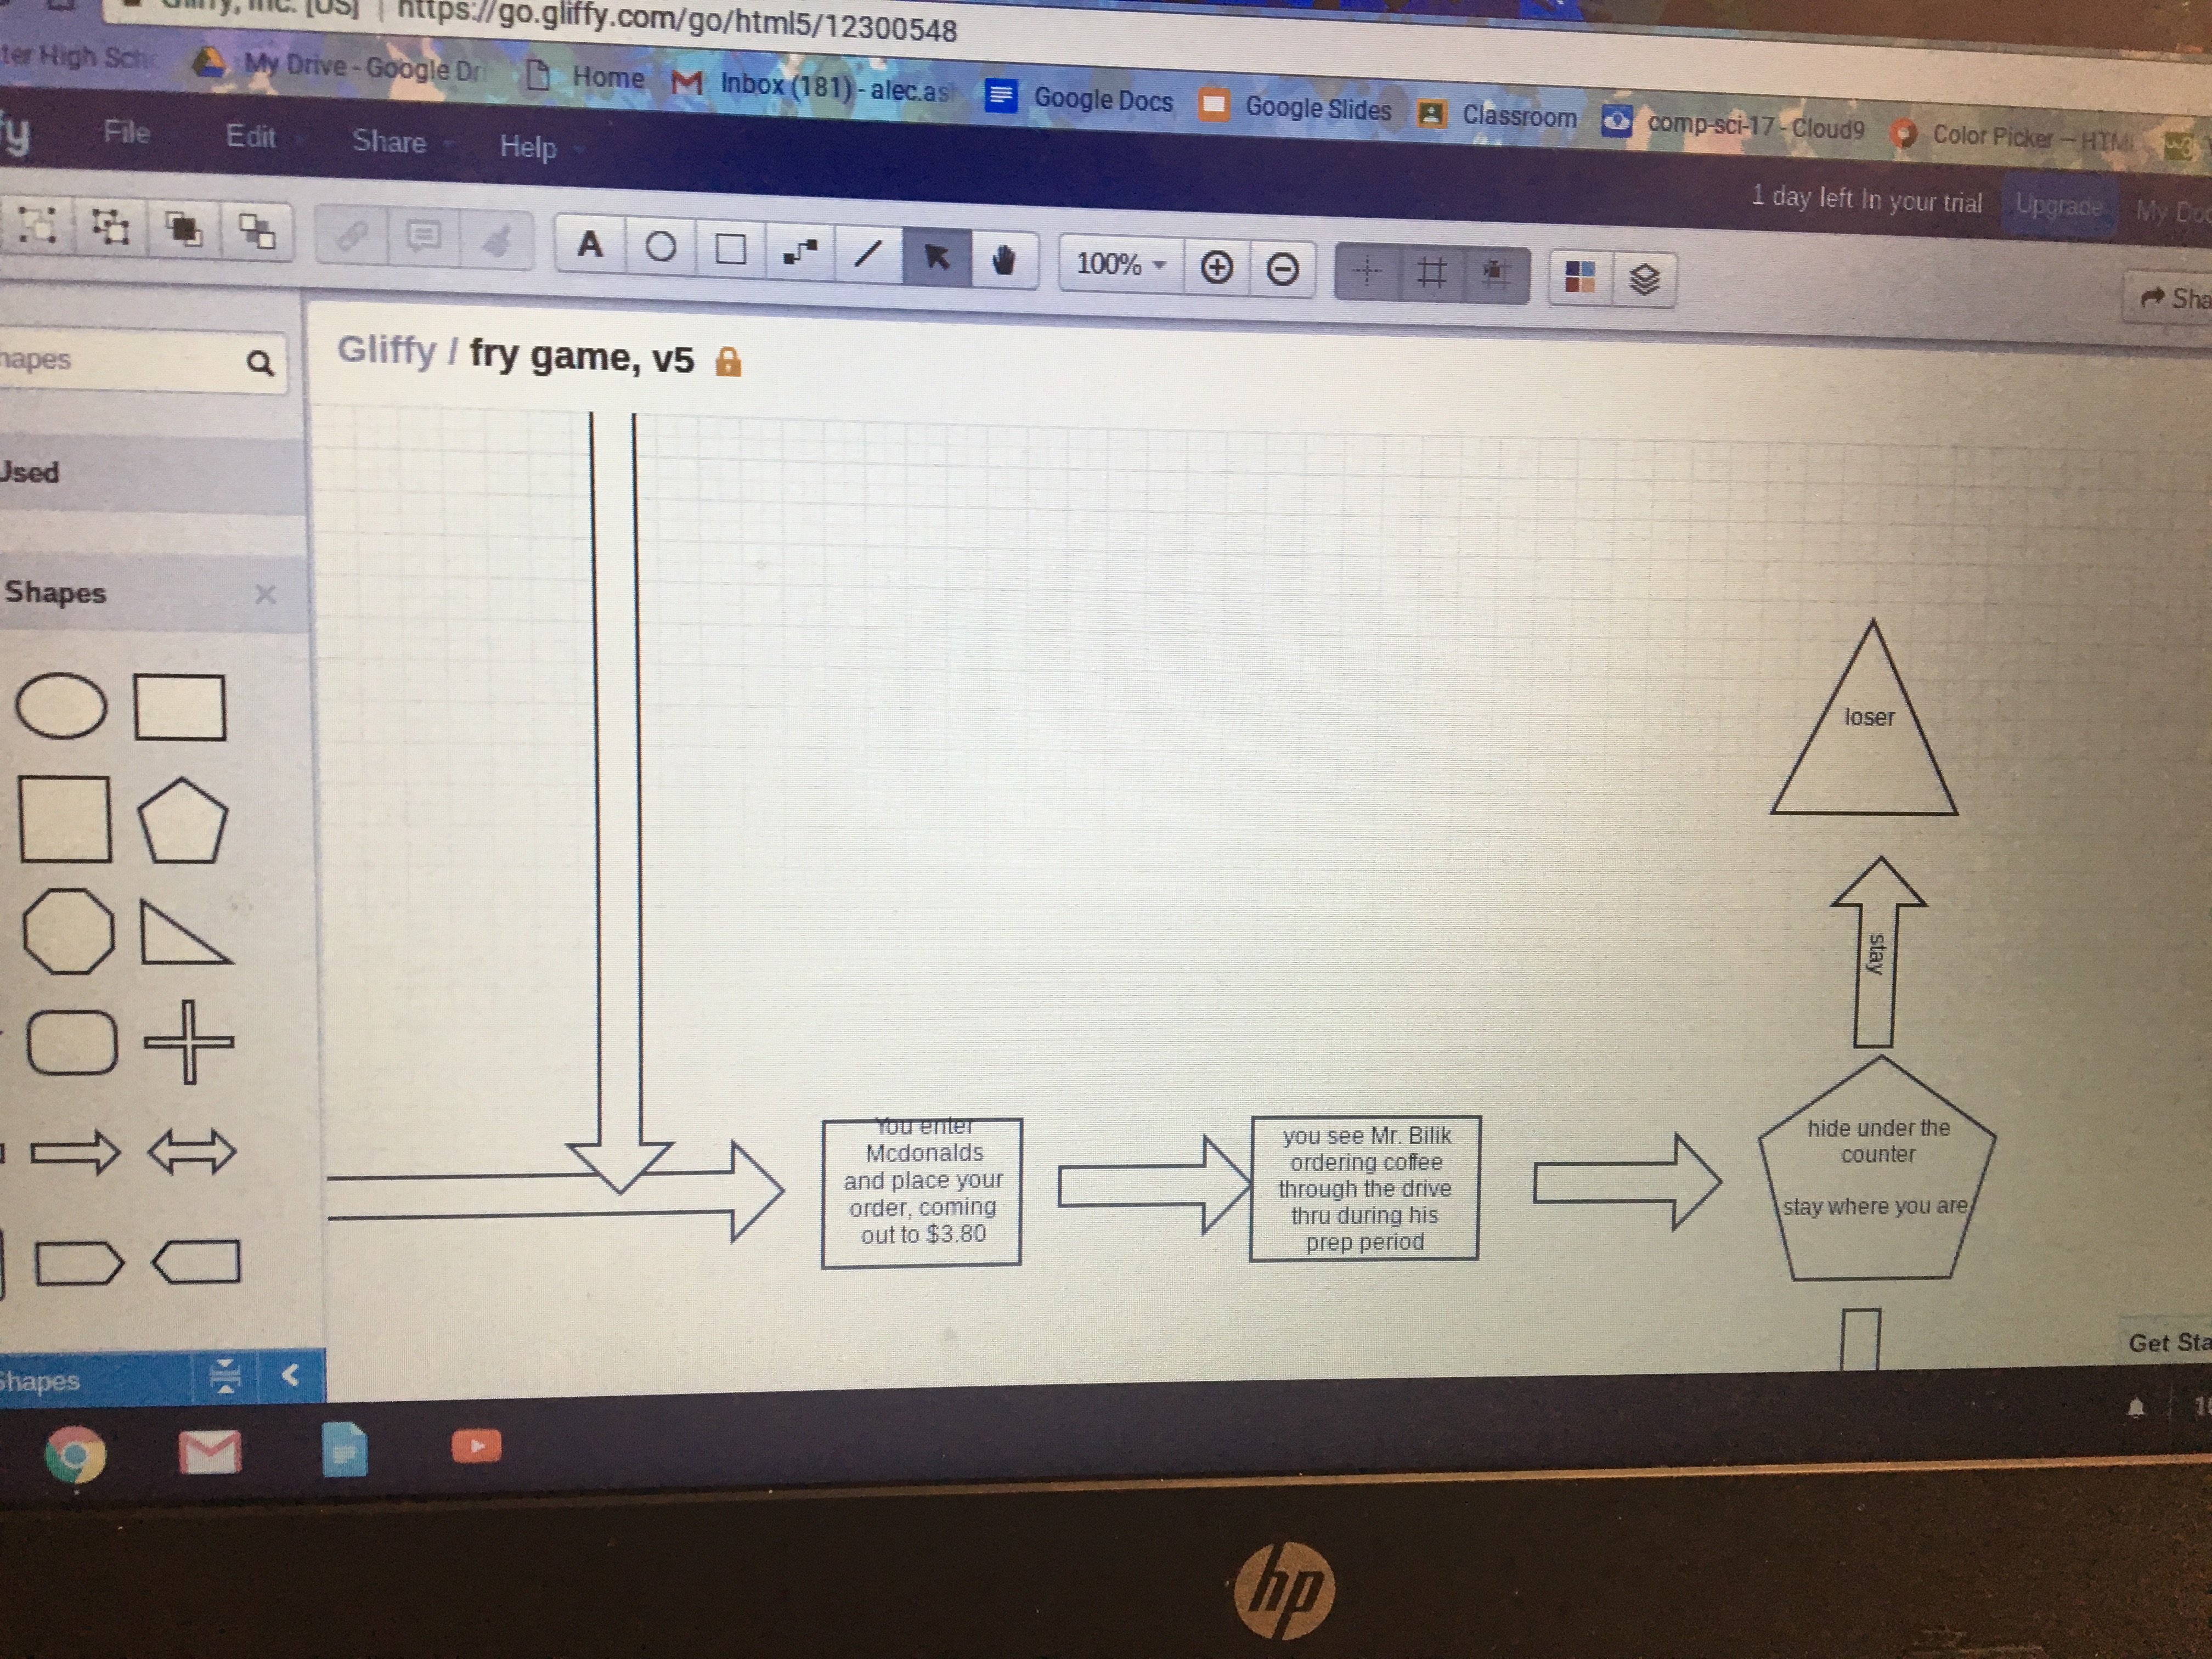 Gliffy, Inc. [US] | https://go.gliffy.com/go/html5/12300548
ter High Sch
My Drive - Google Dr
Home
Inbox (181) - alec.as
Google Docs
Google Slides
Classroom
comp-sci-17 - Cloud9
Color Picker — HTML
fy
File
Edit
Share
Help
1 day left In your trial
Upgrade
My Do
A
100%
Sha
hapes
Gliffy / fry game, v5
Used
Shapes
loser
stay
You enter
Mcdonalds
and place your
order, coming
out to $3.80
you see Mr. Bilik
ordering coffee
through the drive
thru during his
prep period
hide under the
counter
stay where you are
Get Sta
Shapes
hp